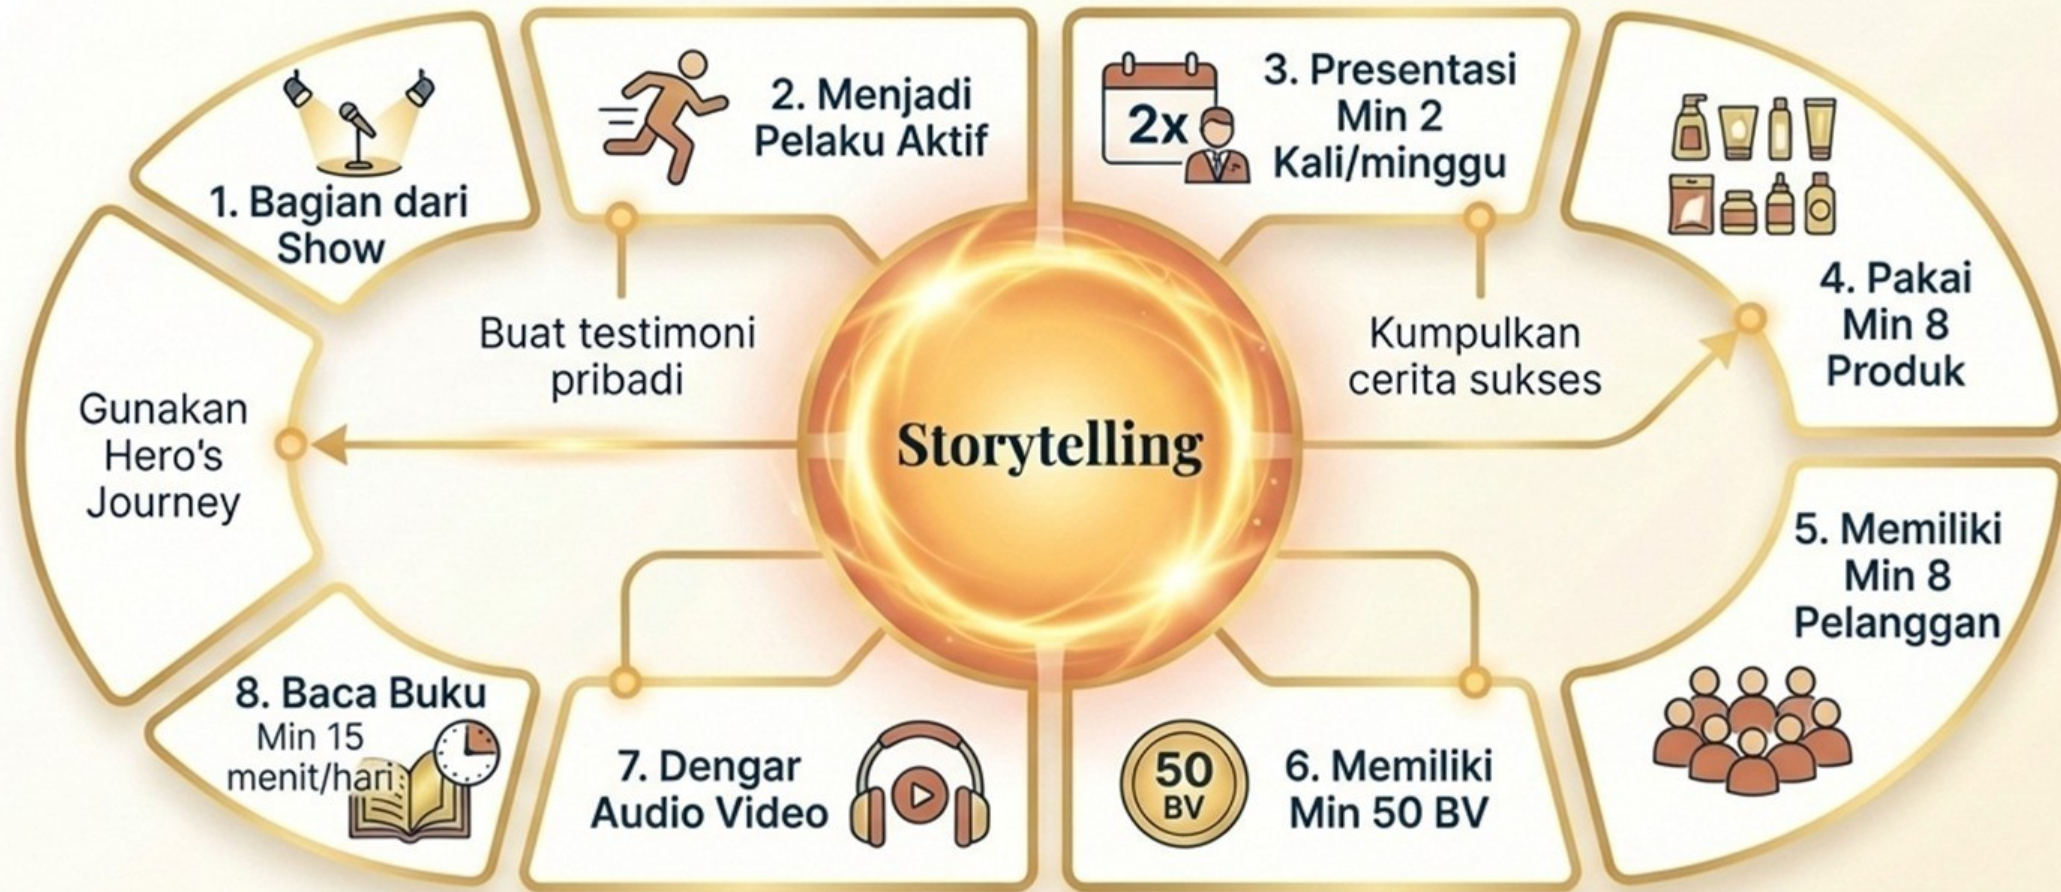 1. Bagian dari
Show
2. Menjadi
Pelaku Aktif
2x
3. Presentasi
Min 2
Kali/minggu
4. Pakai
Min 8
Produk
Buat testimoni
pribadi
Kumpulkan
cerita sukses
Gunakan
Hero's
Journey
Storytelling
5. Memiliki
Min 8
Pelanggan
50
BV
6. Memiliki
Min 50 BV
7. Dengar
Audio Video
8. Baca Buku
Min 15
menit/hari